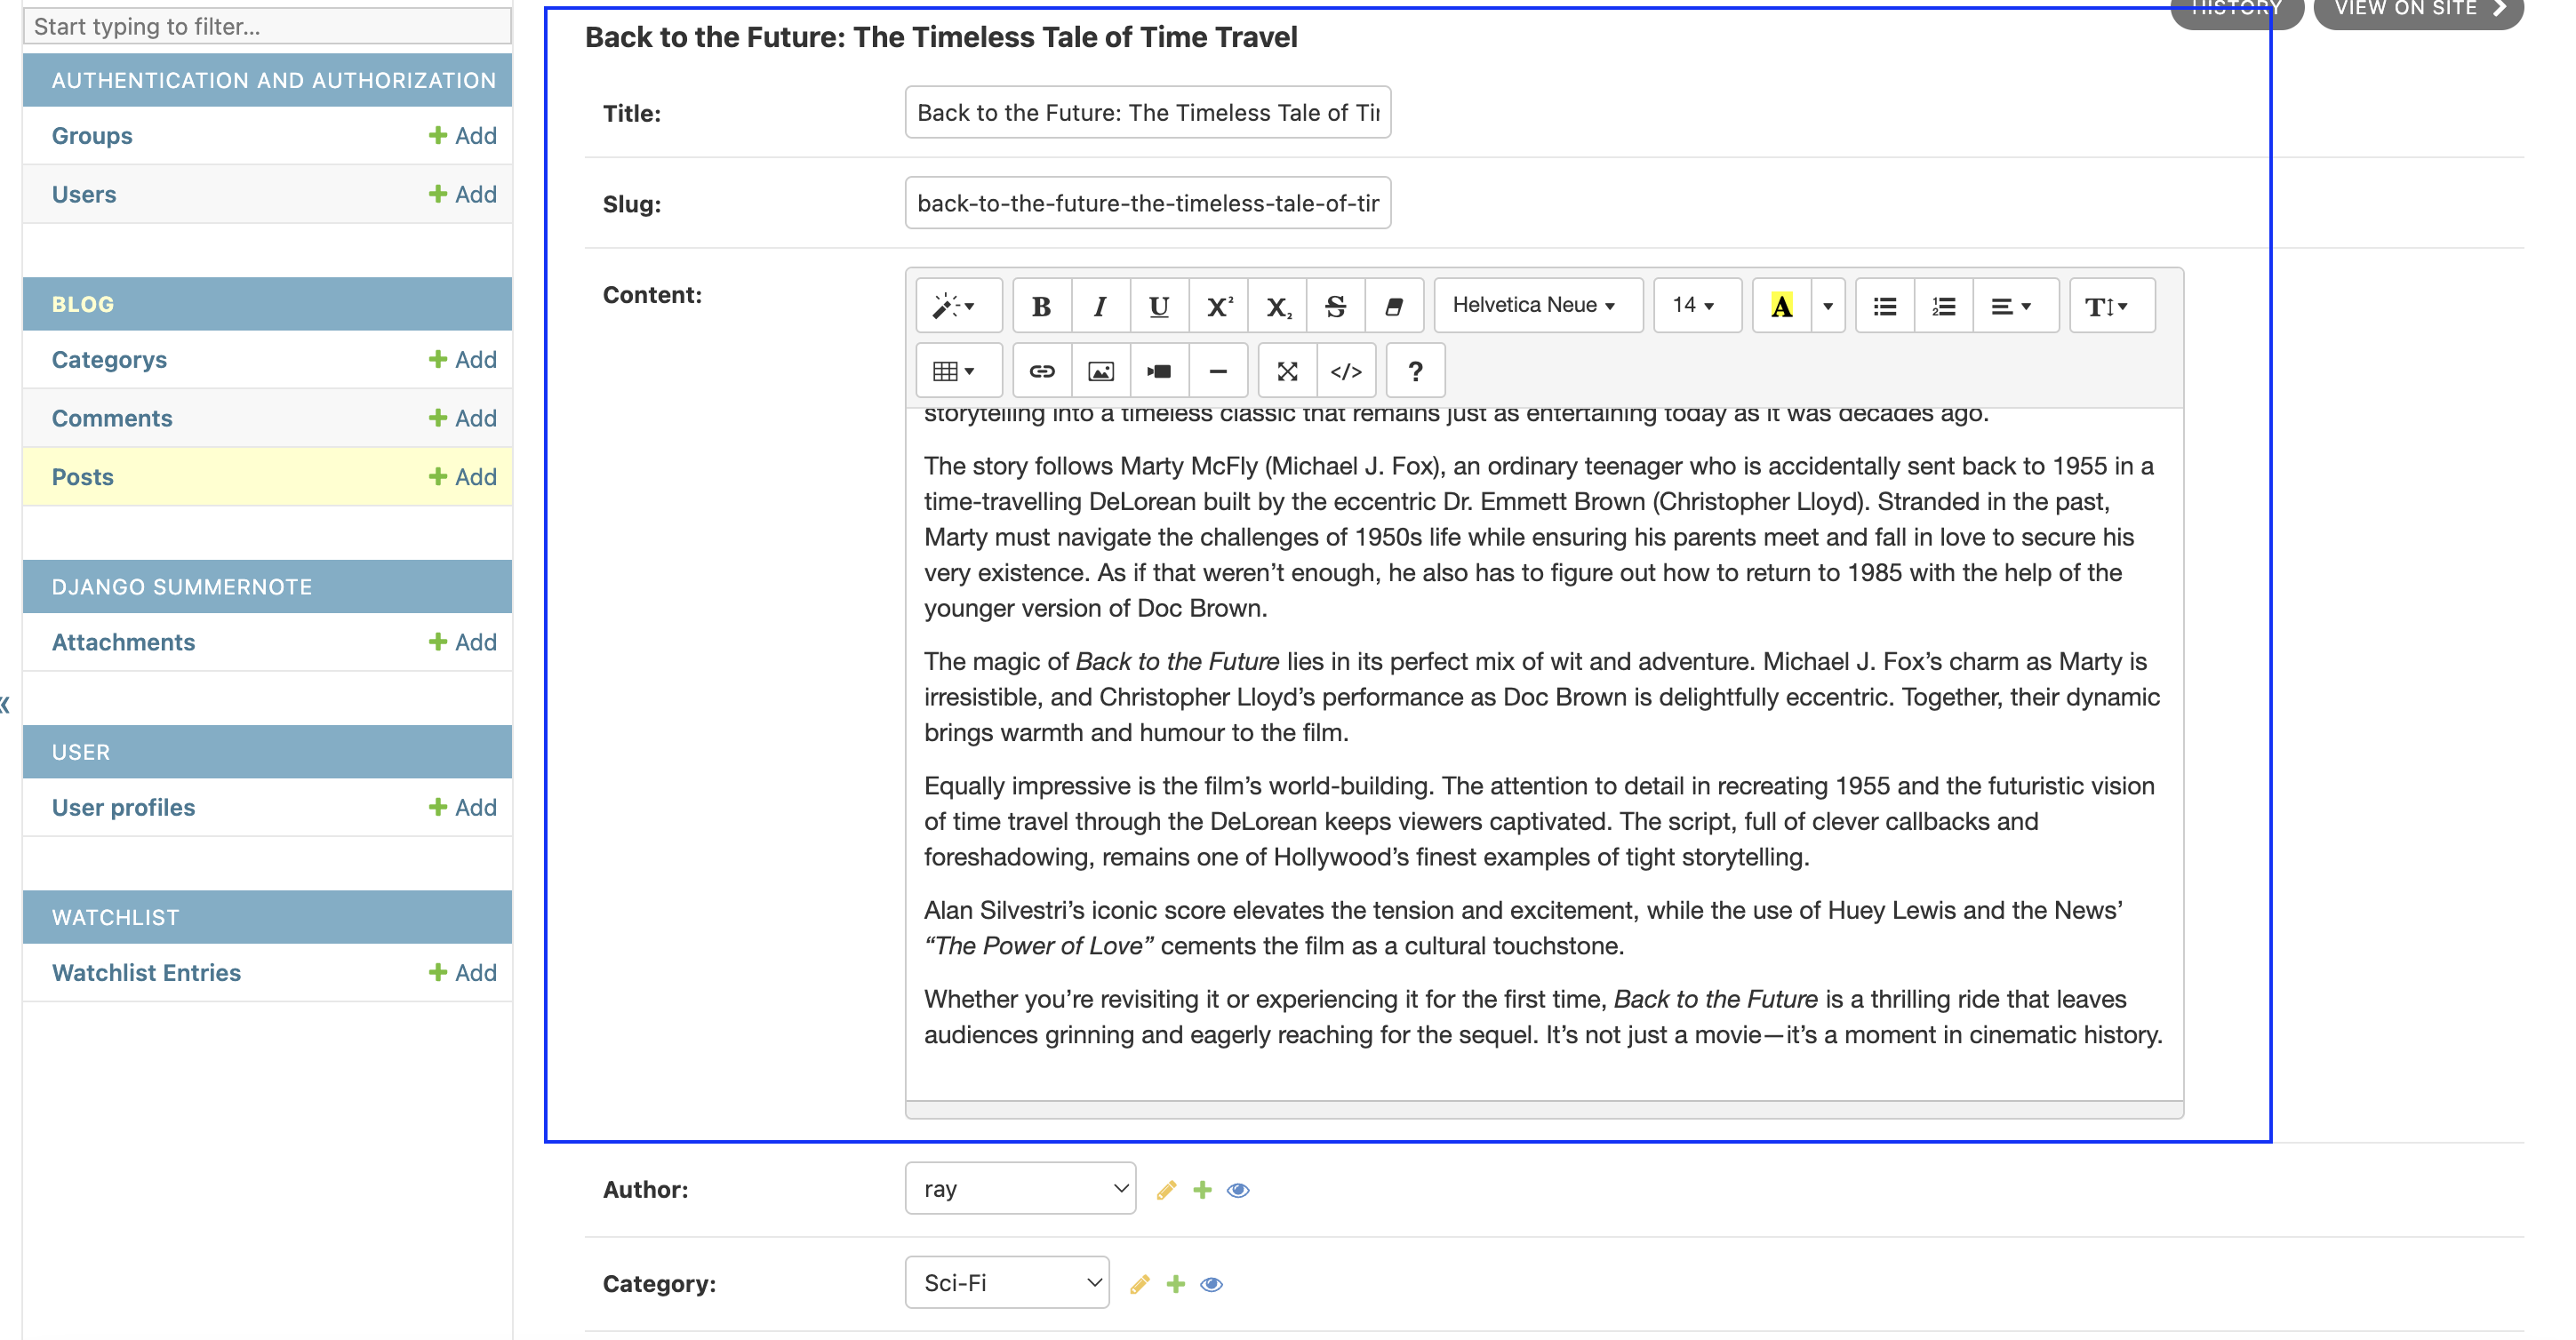 Start typing to filter...
AUTHENTICATION AND AUTHORIZATION
Groups + Add
Users + Add
BLOG
Categorys + Add
Comments + Add
Posts + Add
DJANGO SUMMERNOTE
Attachments + Add
USER
User profiles + Add
WATCHLIST
Watchlist Entries + Add
«
HISTORY
VIEW ON SITE
Back to the Future: The Timeless Tale of Time Travel
Title: Back to the Future: The Timeless Tale of Tir
Slug: back-to-the-future-the-timeless-tale-of-tir
Content:
B I U X² X₂ S Helvetica Neue 14 A T
</> ?
storytelling into a timeless classic that remains just as entertaining today as it was decades ago.
The story follows Marty McFly (Michael J. Fox), an ordinary teenager who is accidentally sent back to 1955 in a
time-travelling DeLorean built by the eccentric Dr. Emmett Brown (Christopher Lloyd). Stranded in the past,
Marty must navigate the challenges of 1950s life while ensuring his parents meet and fall in love to secure his
very existence. As if that weren’t enough, he also has to figure out how to return to 1985 with the help of the
younger version of Doc Brown.
The magic of Back to the Future lies in its perfect mix of wit and adventure. Michael J. Fox’s charm as Marty is
irresistible, and Christopher Lloyd’s performance as Doc Brown is delightfully eccentric. Together, their dynamic
brings warmth and humour to the film.
Equally impressive is the film’s world-building. The attention to detail in recreating 1955 and the futuristic vision
of time travel through the DeLorean keeps viewers captivated. The script, full of clever callbacks and
foreshadowing, remains one of Hollywood’s finest examples of tight storytelling.
Alan Silvestri’s iconic score elevates the tension and excitement, while the use of Huey Lewis and the News’
“The Power of Love” cements the film as a cultural touchstone.
Whether you’re revisiting it or experiencing it for the first time, Back to the Future is a thrilling ride that leaves
audiences grinning and eagerly reaching for the sequel. It’s not just a movie—it’s a moment in cinematic history.
Author: ray
Category: Sci-Fi